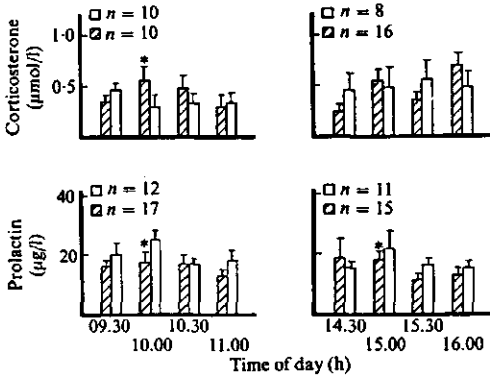 n = 10
n = 10
n = 8
n = 16
1·0
0·5
Corticosterone
(μmol/l)
*
n = 12
n = 17
n = 11
n = 15
40
20
Prolactin
(μg/l)
*
*
09.30
10.30
14.30
15.30
10.00
11.00
15.00
16.00
Time of day (h)